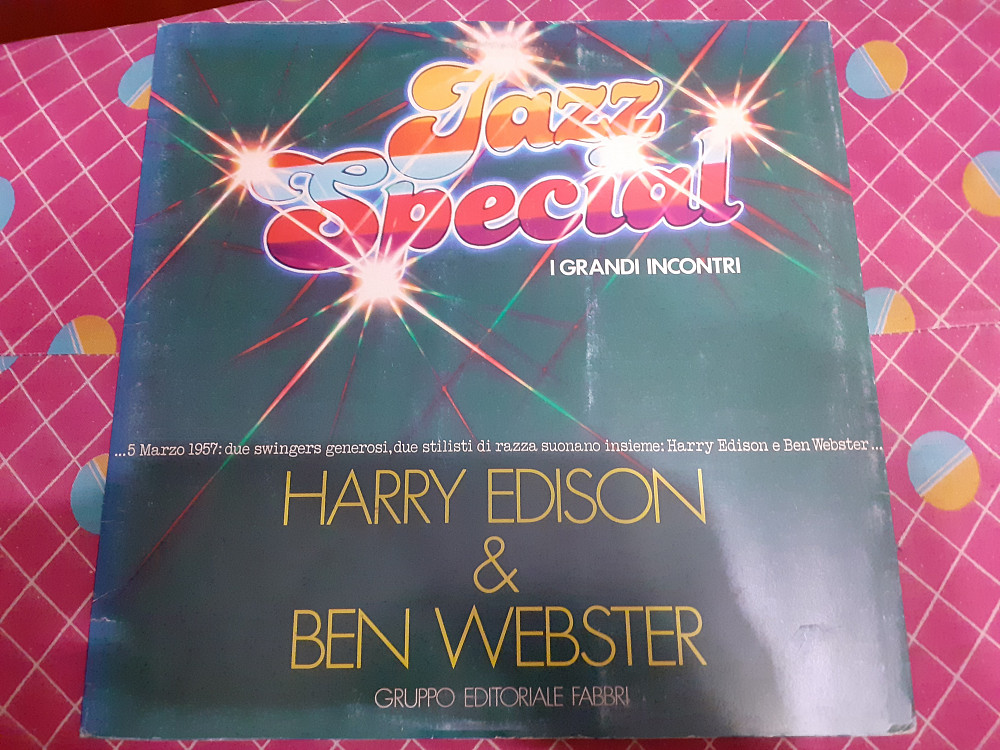 Jazz
Special
I GRANDI INCONTRI
...5 Marzo 1957: due swingers generosi, due stilisti di razza suonano insieme: Harry Edison e Ben Webster...
HARRY EDISON
&
BEN WEBSTER
GRUPPO EDITORIALE FABBRI